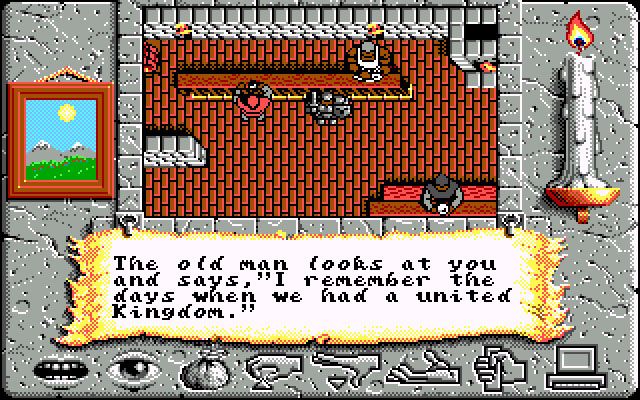 The old man looks at you
and says,"I remember the
days when we had a united
Kingdom."